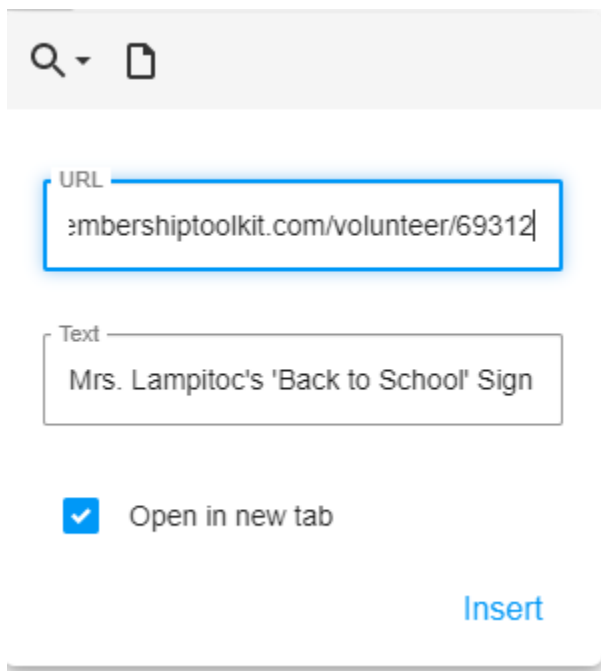 URL
embershiptoolkit.com/volunteer/69312
Text
Mrs. Lampitoc's 'Back to School' Sign
Open in new tab
Insert